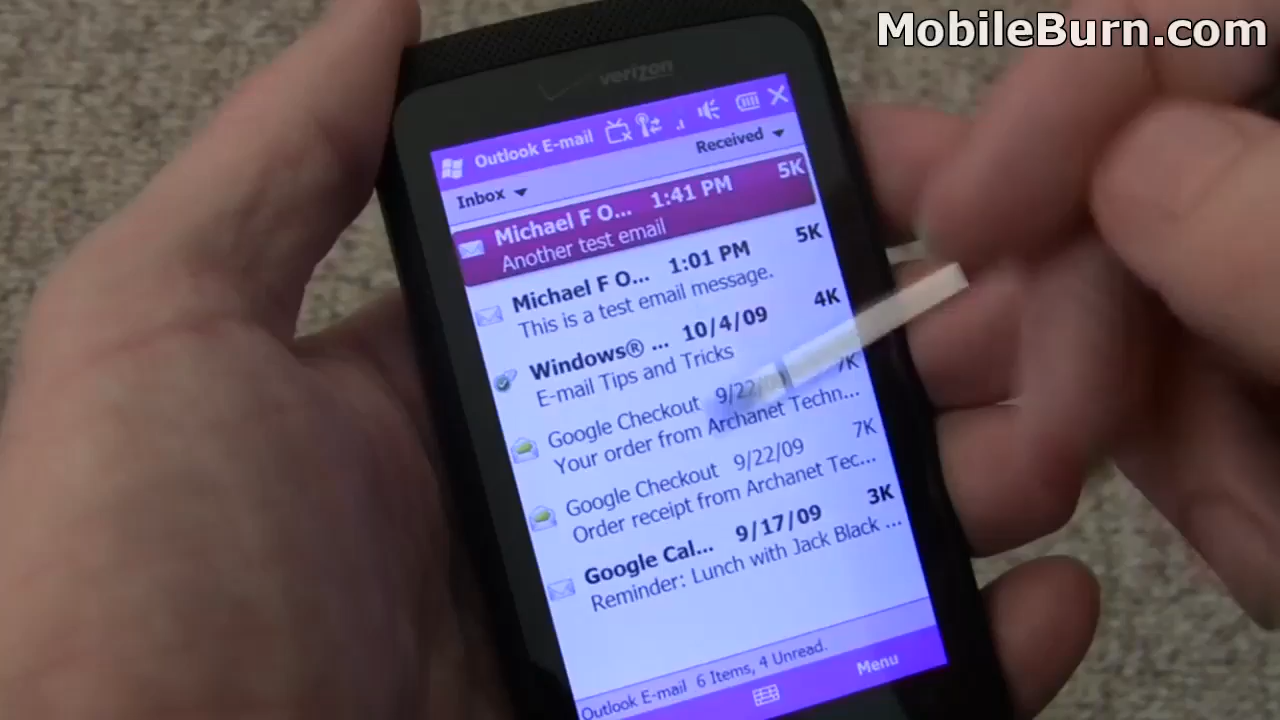 MobileBurn.com
verizon
Outlook E-mail
Inbox
Received
Michael F O... 1:41 PM 5K
Another test email
Michael F O... 1:01 PM 5K
This is a test email message.
Windows® ... 10/4/09 4K
E-mail Tips and Tricks
Google Checkout 9/22/ 7K
Your order from Archanet Techn...
Google Checkout 9/22/09 7K
Order receipt from Archanet Tec...
Google Cal... 9/17/09 3K
Reminder: Lunch with Jack Black ...
Outlook E-mail 6 Items, 4 Unread.
Menu